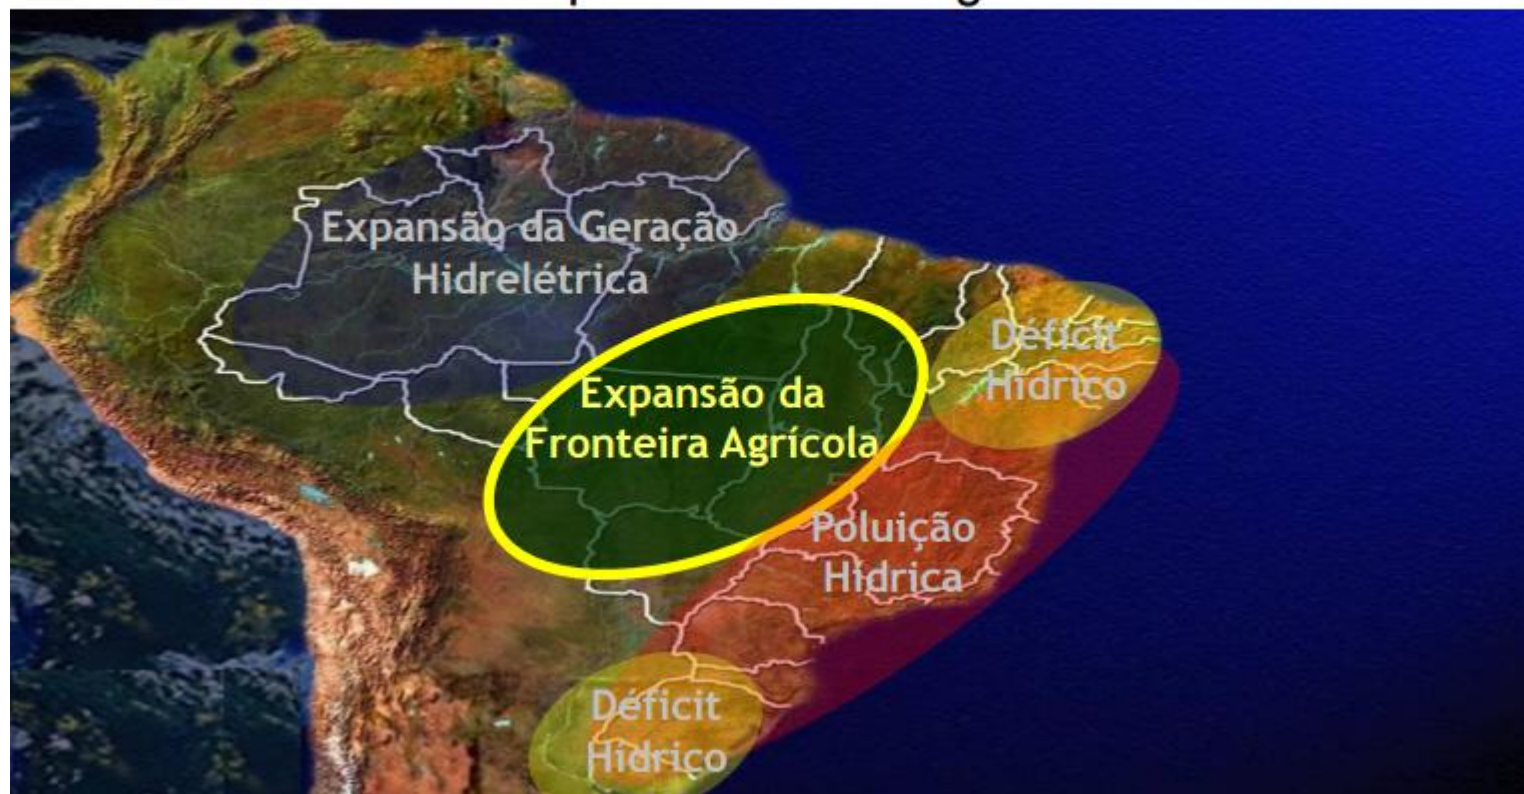 Expansão da Geração
Hidrelétrica
Déficit
Hídrico
Expansão da
Fronteira Agrícola
Poluição
Hídrica
Déficit
Hídrico